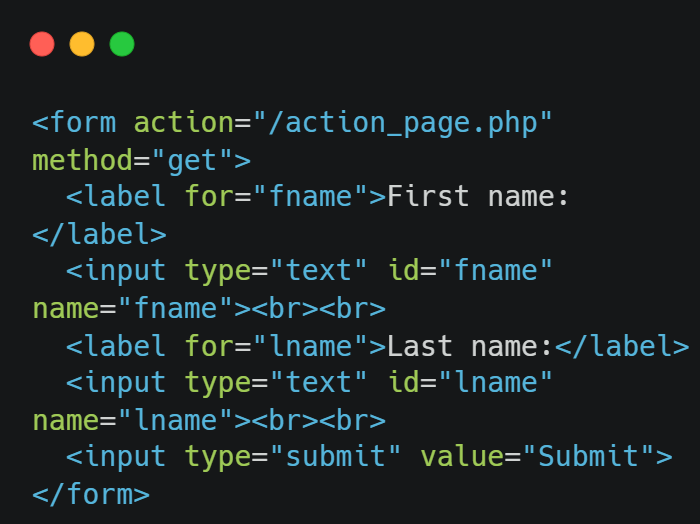 <form action="/action_page.php"
method="get">
  <label for="fname">First name:
</label>
  <input type="text" id="fname"
name="fname"><br><br>
  <label for="lname">Last name:</label>
  <input type="text" id="lname"
name="lname"><br><br>
  <input type="submit" value="Submit">
</form>